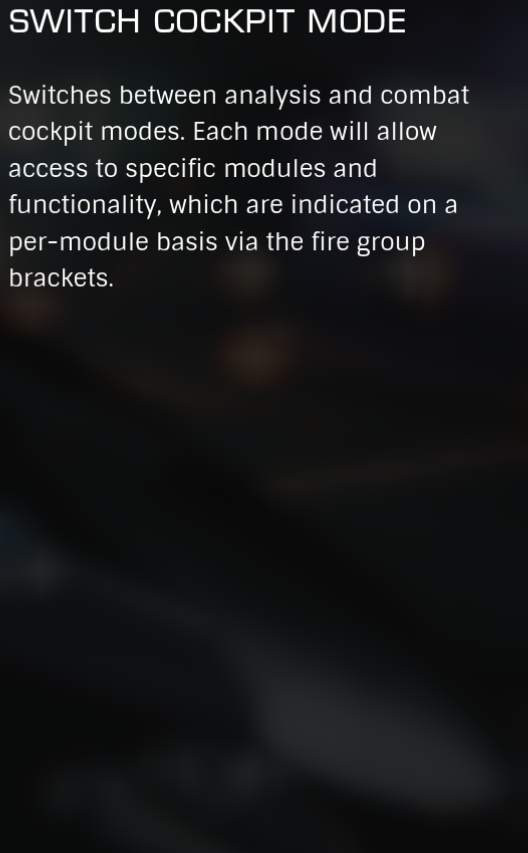 SWITCH COCKPIT MODE
Switches between analysis and combat
cockpit modes. Each mode will allow
access to specific modules and
functionality, which are indicated on a
per-module basis via the fire group
brackets.